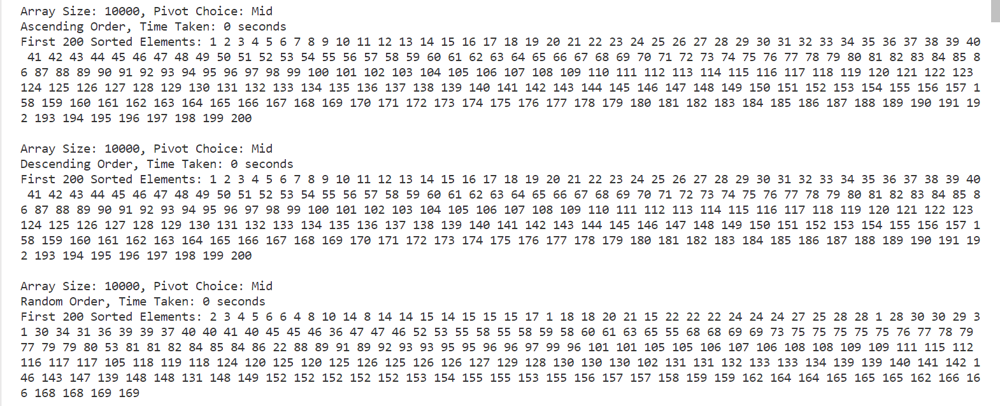 Array Size: 10000, Pivot Choice: Mid
Ascending Order, Time Taken: 0 seconds
First 200 Sorted Elements: 1 2 3 4 5 6 7 8 9 10 11 12 13 14 15 16 17 18 19 20 21 22 23 24 25 26 27 28 29 30 31 32 33 34 35 36 37 38 39 40
41 42 43 44 45 46 47 48 49 50 51 52 53 54 55 56 57 58 59 60 61 62 63 64 65 66 67 68 69 70 71 72 73 74 75 76 77 78 79 80 81 82 83 84 85 8
6 87 88 89 90 91 92 93 94 95 96 97 98 99 100 101 102 103 104 105 106 107 108 109 110 111 112 113 114 115 116 117 118 119 120 121 122 123
124 125 126 127 128 129 130 131 132 133 134 135 136 137 138 139 140 141 142 143 144 145 146 147 148 149 150 151 152 153 154 155 156 157 1
58 159 160 161 162 163 164 165 166 167 168 169 170 171 172 173 174 175 176 177 178 179 180 181 182 183 184 185 186 187 188 189 190 191 19
2 193 194 195 196 197 198 199 200
Array Size: 10000, Pivot Choice: Mid
Descending Order, Time Taken: 0 seconds
First 200 Sorted Elements: 1 2 3 4 5 6 7 8 9 10 11 12 13 14 15 16 17 18 19 20 21 22 23 24 25 26 27 28 29 30 31 32 33 34 35 36 37 38 39 40
41 42 43 44 45 46 47 48 49 50 51 52 53 54 55 56 57 58 59 60 61 62 63 64 65 66 67 68 69 70 71 72 73 74 75 76 77 78 79 80 81 82 83 84 85 8
6 87 88 89 90 91 92 93 94 95 96 97 98 99 100 101 102 103 104 105 106 107 108 109 110 111 112 113 114 115 116 117 118 119 120 121 122 123
124 125 126 127 128 129 130 131 132 133 134 135 136 137 138 139 140 141 142 143 144 145 146 147 148 149 150 151 152 153 154 155 156 157 1
58 159 160 161 162 163 164 165 166 167 168 169 170 171 172 173 174 175 176 177 178 179 180 181 182 183 184 185 186 187 188 189 190 191 19
2 193 194 195 196 197 198 199 200
Array Size: 10000, Pivot Choice: Mid
Random Order, Time Taken: 0 seconds
First 200 Sorted Elements: 2 3 4 5 6 6 4 8 10 14 8 14 14 15 14 15 15 15 17 1 18 18 20 21 15 22 22 22 24 24 24 27 25 28 28 1 28 30 30 29 3
1 30 34 31 36 39 39 37 40 40 41 40 45 45 46 36 47 47 46 52 53 55 58 55 58 59 58 60 61 63 65 55 68 68 69 69 73 75 75 75 75 75 76 77 78 79
77 79 79 80 53 81 81 82 84 85 84 86 22 88 89 91 89 92 93 93 95 95 96 96 97 99 96 101 101 105 105 106 107 106 108 108 109 109 111 115 112
116 117 117 105 118 119 118 124 120 125 120 125 126 125 126 126 127 129 128 130 130 130 102 131 131 132 133 133 134 139 139 140 141 142 1
46 143 147 139 148 148 131 148 149 152 152 152 152 152 153 154 155 155 153 155 156 157 157 158 159 159 162 164 164 165 165 165 162 166 16
6 168 168 169 169